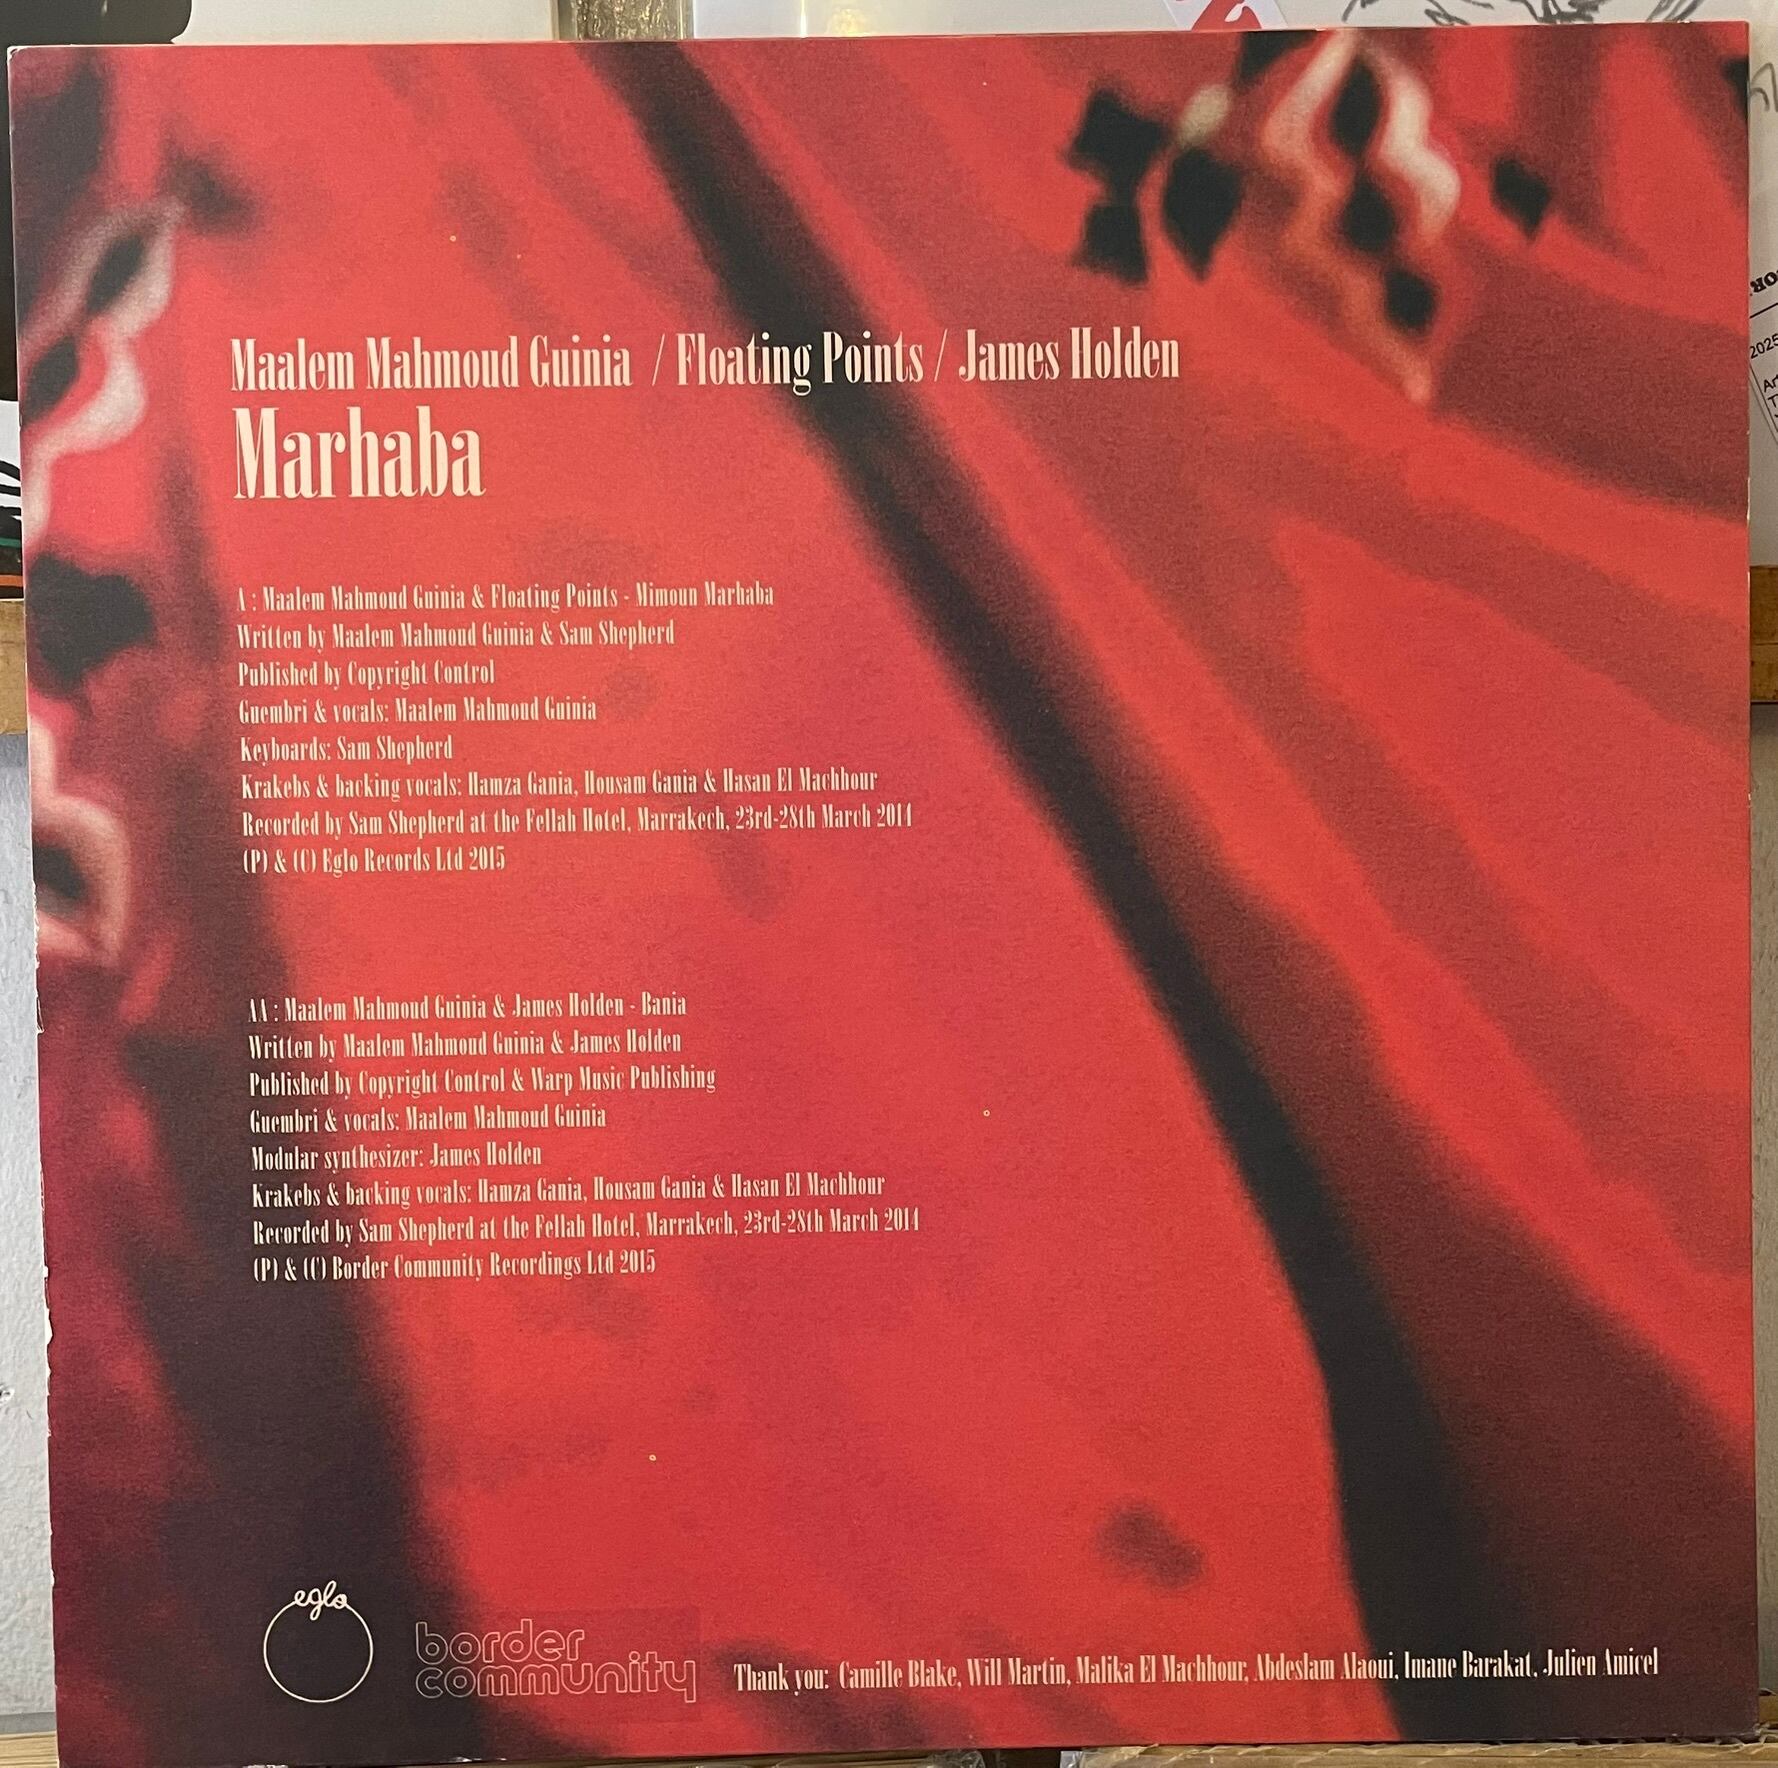 Maalem Mahmoud Guinia / Floating Points / James Holden
Marhaba
A : Maalem Mahmoud Guinia & Floating Points - Mimoun Marhaba
Written by Maalem Mahmoud Guinia & Sam Shepherd
Published by Copyright Control
Guembri & vocals: Maalem Mahmoud Guinia
Keyboards: Sam Shepherd
Krakebs & backing vocals: Hamza Gania, Housam Gania & Hasan El Machhour
Recorded by Sam Shepherd at the Fellah Hotel, Marrakech, 23rd-28th March 2014
(P) & (C) Eglo Records Ltd 2015
AA : Maalem Mahmoud Guinia & James Holden - Bania
Written by Maalem Mahmoud Guinia & James Holden
Published by Copyright Control & Warp Music Publishing
Guembri & vocals: Maalem Mahmoud Guinia
Modular synthesizer: James Holden
Krakebs & backing vocals: Hamza Gania, Housam Gania & Hasan El Machhour
Recorded by Sam Shepherd at the Fellah Hotel, Marrakech, 23rd-28th March 2014
(P) & (C) Border Community Recordings Ltd 2015
eglo
border
community
Thank you: Camille Blake, Will Martin, Malika El Machhour, Abdeslam Alaoui, Imane Barakat, Julien Amicel
2025